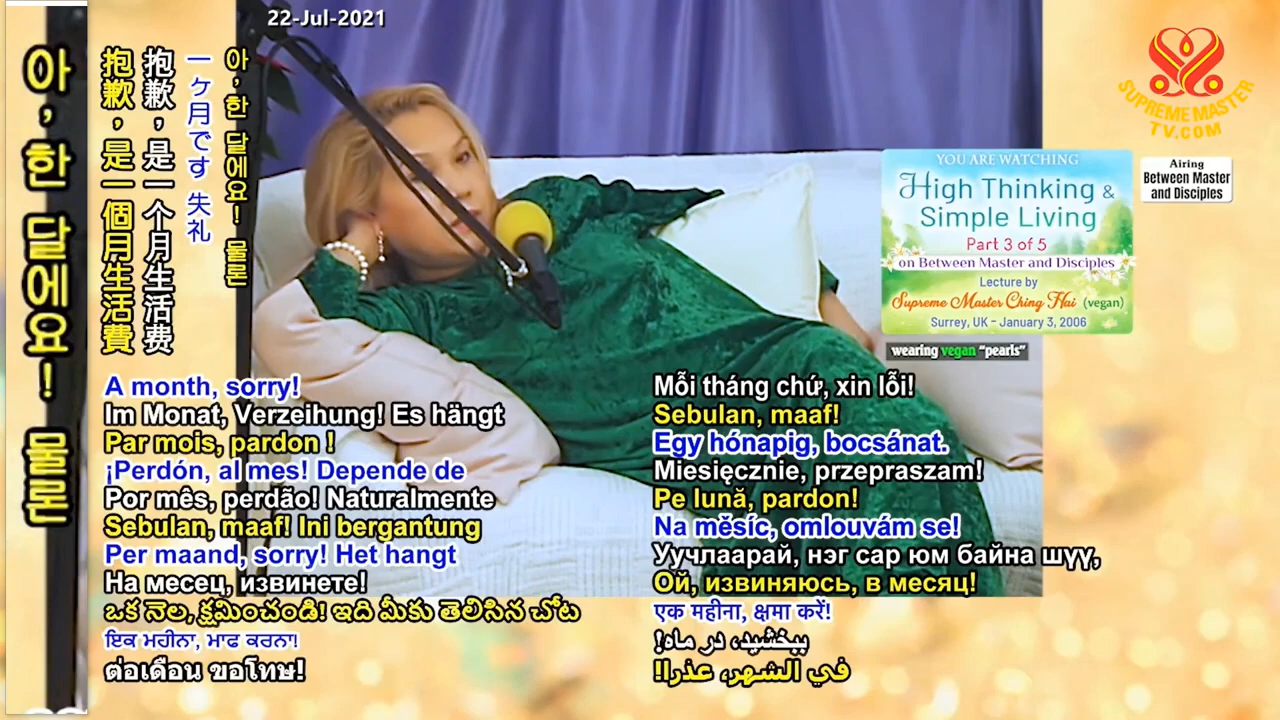 22-Jul-2021
아, 한 달에요! 물론
抱歉，是一個月生活費
抱歉，是一个月生活费
一ヶ月です 失礼
아, 한 달에요! 물론
SUPREME MASTER
TV.COM
YOU ARE WATCHING
High Thinking &
Simple Living
Part 3 of 5
on Between Master and Disciples
Lecture by
Supreme Master Ching Hai (vegan)
Surrey, UK – January 3, 2006
Airing
Between Master
and Disciples
wearing vegan “pearls”
A month, sorry!
Im Monat, Verzeihung! Es hängt
Par mois, pardon !
¡Perdón, al mes! Depende de
Por mês, perdão! Naturalmente
Sebulan, maaf! Ini bergantung
Per maand, sorry! Het hangt
На месец, извинете!
ఒక నెల, క్షమించండి! ఇది మీకు తెలిసిన చోట
ਇਕ ਮਹੀਨਾ, ਮਾਫ ਕਰਨਾ!
ต่อเดือน ขอโทษ!
Mỗi tháng chứ, xin lỗi!
Sebulan, maaf!
Egy hónapig, bocsánat.
Miesięcznie, przepraszam!
Pe lună, pardon!
Na měsíc, omlouvám se!
Уучлаарай, нэг сар юм байна шүү,
Ой, извиняюсь, в месяц!
एक महीना, क्षमा करें!
ببخشید، در ماه!
في الشهر، عذرا!